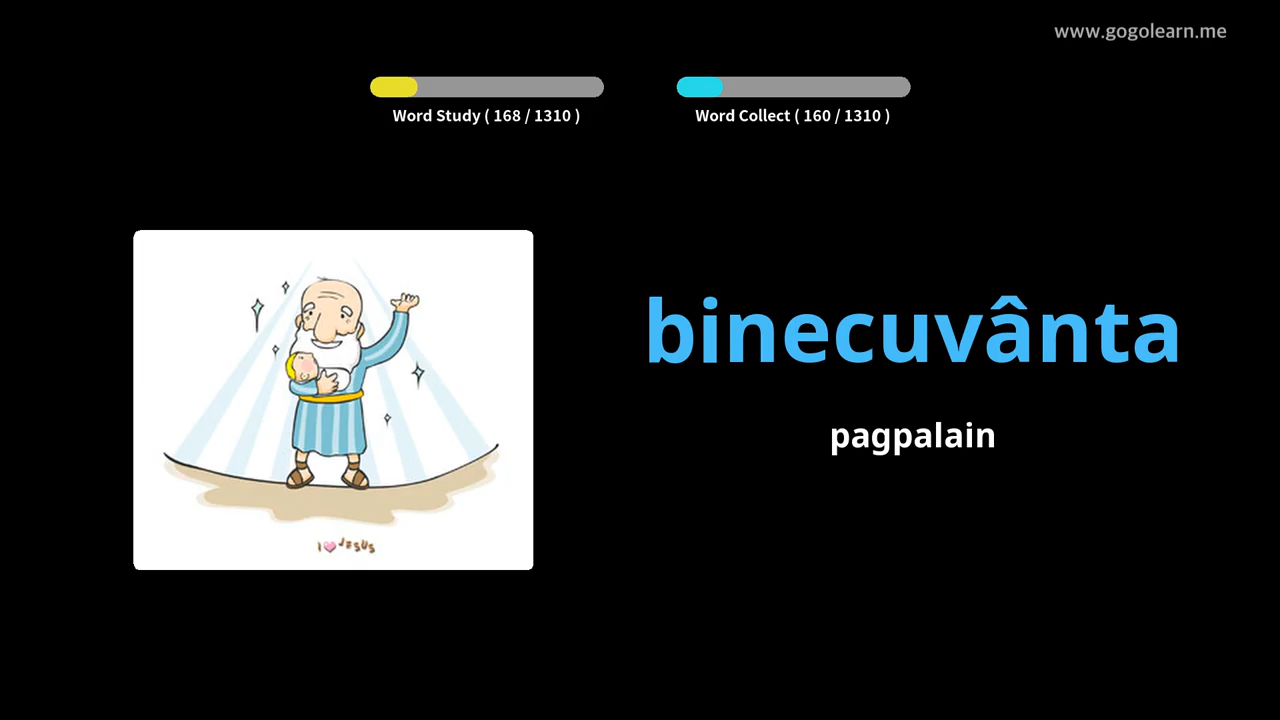 www.gogolearn.me
Word Study ( 168 / 1310 )
Word Collect ( 160 / 1310 )
binecuvânta
pagpalain
I JESUS